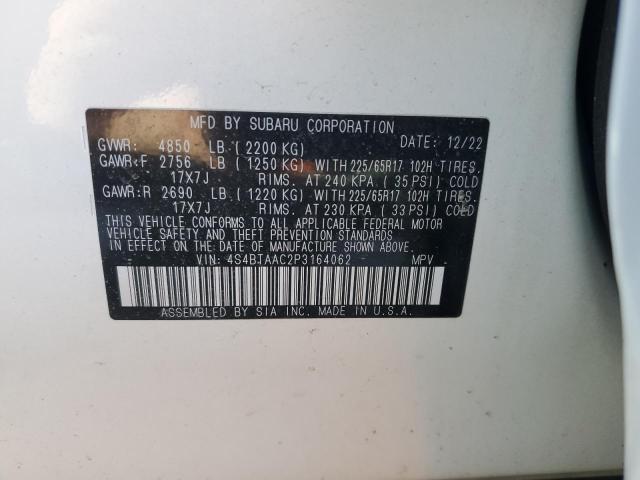 MFD BY SUBARU CORPORATION DATE: 12/22
GVWR: 4850 LB ( 2200 KG)
GAWR:F 2756 LB ( 1250 KG) WITH 225/65R17 102H TIRES.
17X7J RIMS. AT 240 KPA. ( 35 PSI) COLD
GAWR:R 2690 LB ( 1220 KG) WITH 225/65R17 102H TIRES.
17X7J RIMS. AT 230 KPA. ( 33 PSI) COLD
THIS VEHICLE CONFORMS TO ALL APPLICABLE FEDERAL MOTOR
VEHICLE SAFETY AND THEFT PREVENTION STANDARDS
IN EFFECT ON THE DATE OF MANUFACTURE SHOWN ABOVE.
VIN: 4S4BTAAC2P3164062 MPV
ASSEMBLED BY SIA INC. MADE IN U.S.A.